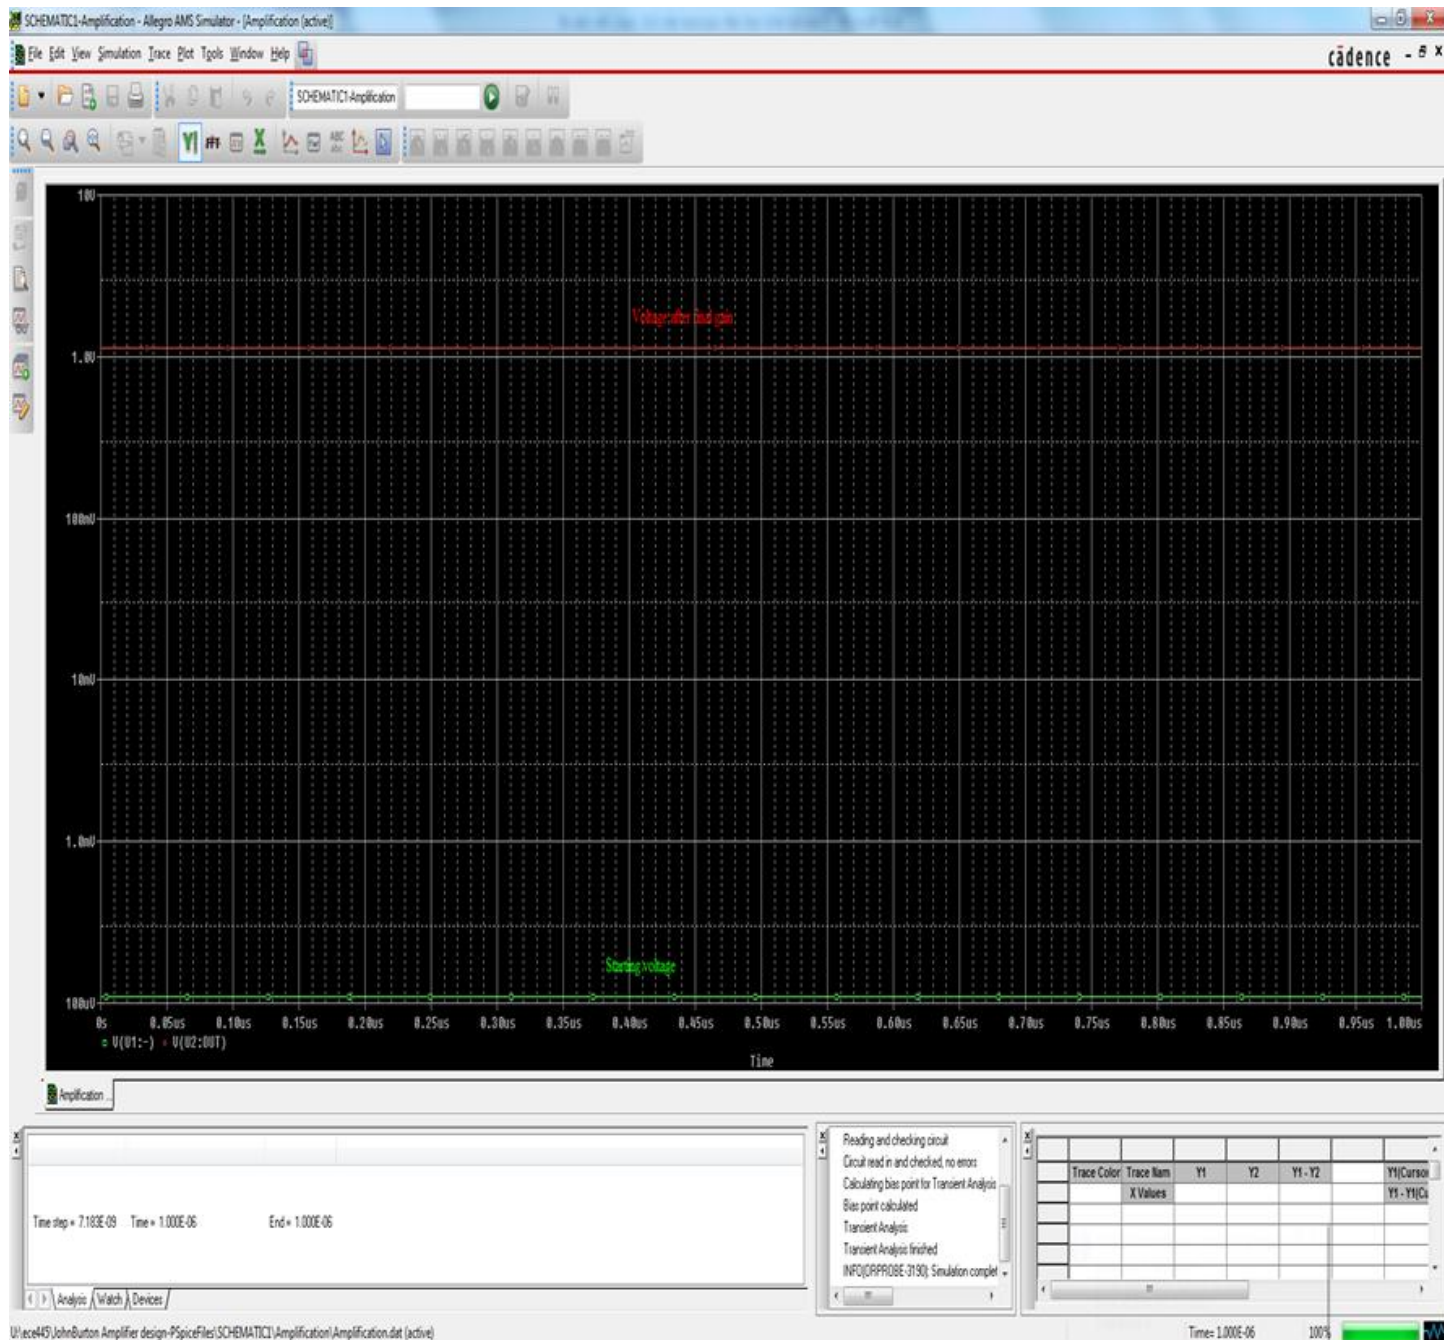 SCHEMATIC1-Amplification - Allegro AMS Simulator - [Amplification (active)]
File Edit View Simulation Trace Plot Tools Window Help
cādence
SCHEMATIC1-Amplification
10V
Voltage after final gain
1.0V
100mV
10mV
1.0mV
Starting voltage
100uV
0s 0.05us 0.10us 0.15us 0.20us 0.25us 0.30us 0.35us 0.40us 0.45us 0.50us 0.55us 0.60us 0.65us 0.70us 0.75us 0.80us 0.85us 0.90us 0.95us 1.00us
V(U1:-) V(U2:OUT)
Time
Amplification ...
Time step = 7.183E-09 Time = 1.000E-06 End = 1.000E-06
Analysis Watch Devices
Reading and checking circuit
Circuit read in and checked, no errors
Calculating bias point for Transient Analysis
Bias point calculated
Transient Analysis
Transient Analysis finished
INFO(ORPROBE-3190): Simulation complet
Trace Color Trace Nam Y1 Y2 Y1 - Y2 Y1(Cursor
X Values Y1 - Y1(Cu
U:\ece445\JohnBurton Amplifier design-PSpiceFiles\SCHEMATIC1\Amplification\Amplification.dat (active)
Time= 1.000E-06 100%